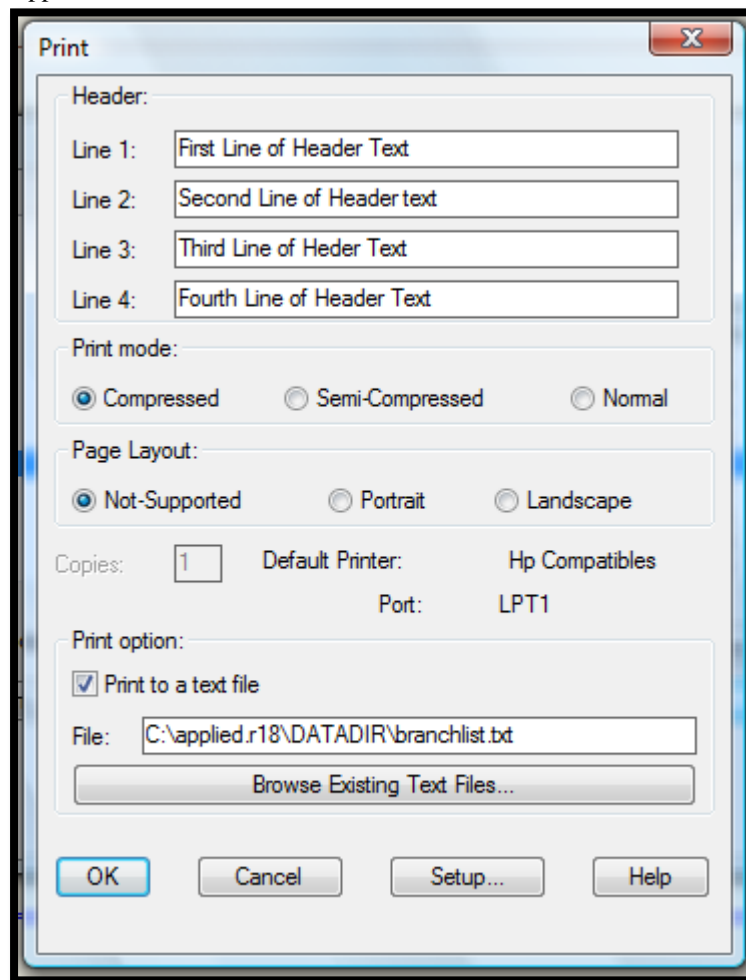 Print
Header:
Line 1: First Line of Header Text
Line 2: Second Line of Header text
Line 3: Third Line of Heder Text
Line 4: Fourth Line of Header Text
Print mode:
Compressed Semi-Compressed Normal
Page Layout:
Not-Supported Portrait Landscape
Copies: 1 Default Printer: Hp Compatibles
Port: LPT1
Print option:
Print to a text file
File: C:\applied.r18\DATADIR\branchlist.txt
Browse Existing Text Files...
OK Cancel Setup... Help